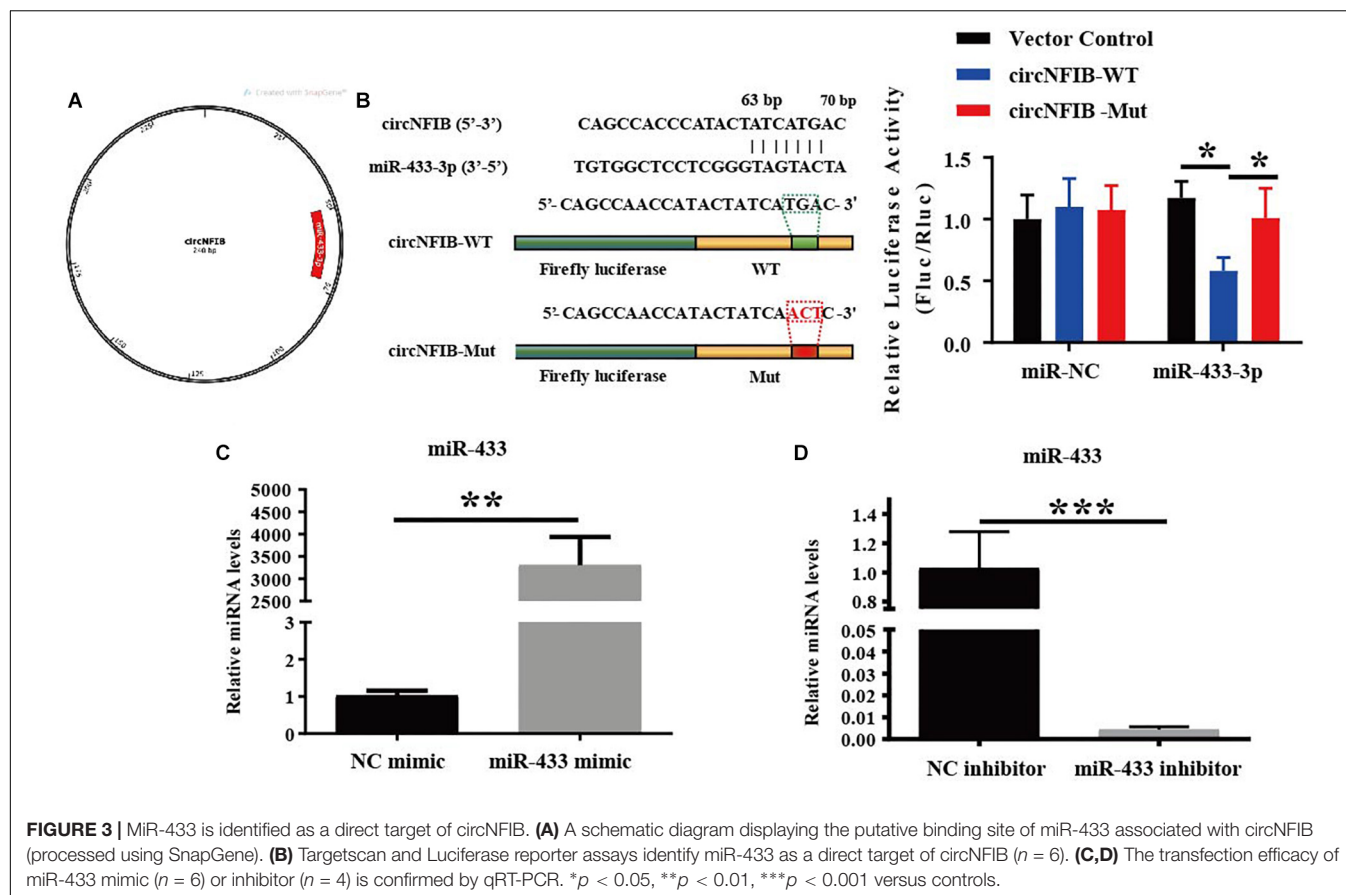 A
Created with SnapGene®
circNFIB
240 bp
miR-433-3p
25
50
75
100
125
150
175
200
225
B
63 bp 70 bp
circNFIB (5'-3') CAGCCACCCATACTATCATGAC
miR-433-3p (3'-5') TGTGGCTCCTCGGGTAGTACTA
5'- CAGCCAACCATACTATCATGAC- 3'
circNFIB-WT
Firefly luciferase WT
5'- CAGCCAACCATACTATCAACTC-3'
circNFIB-Mut
Firefly luciferase Mut
Vector Control
circNFIB-WT
circNFIB -Mut
Relative Luciferase Activity
(Fluc/Rluc)
1.5
1.0
0.5
0.0
* *
miR-NC miR-433-3p
C
miR-433
Relative miRNA levels
5000
4500
4000
3500
3000
2500
3
2
1
0
**
NC mimic miR-433 mimic
D
miR-433
Relative miRNA levels
1.4
1.2
1.0
0.8
0.05
0.04
0.03
0.02
0.01
0.00
***
NC inhibitor miR-433 inhibitor
FIGURE 3 | MiR-433 is identified as a direct target of circNFIB. (A) A schematic diagram displaying the putative binding site of miR-433 associated with circNFIB
(processed using SnapGene). (B) Targetscan and Luciferase reporter assays identify miR-433 as a direct target of circNFIB (n = 6). (C,D) The transfection efficacy of
miR-433 mimic (n = 6) or inhibitor (n = 4) is confirmed by qRT-PCR. *p < 0.05, **p < 0.01, ***p < 0.001 versus controls.